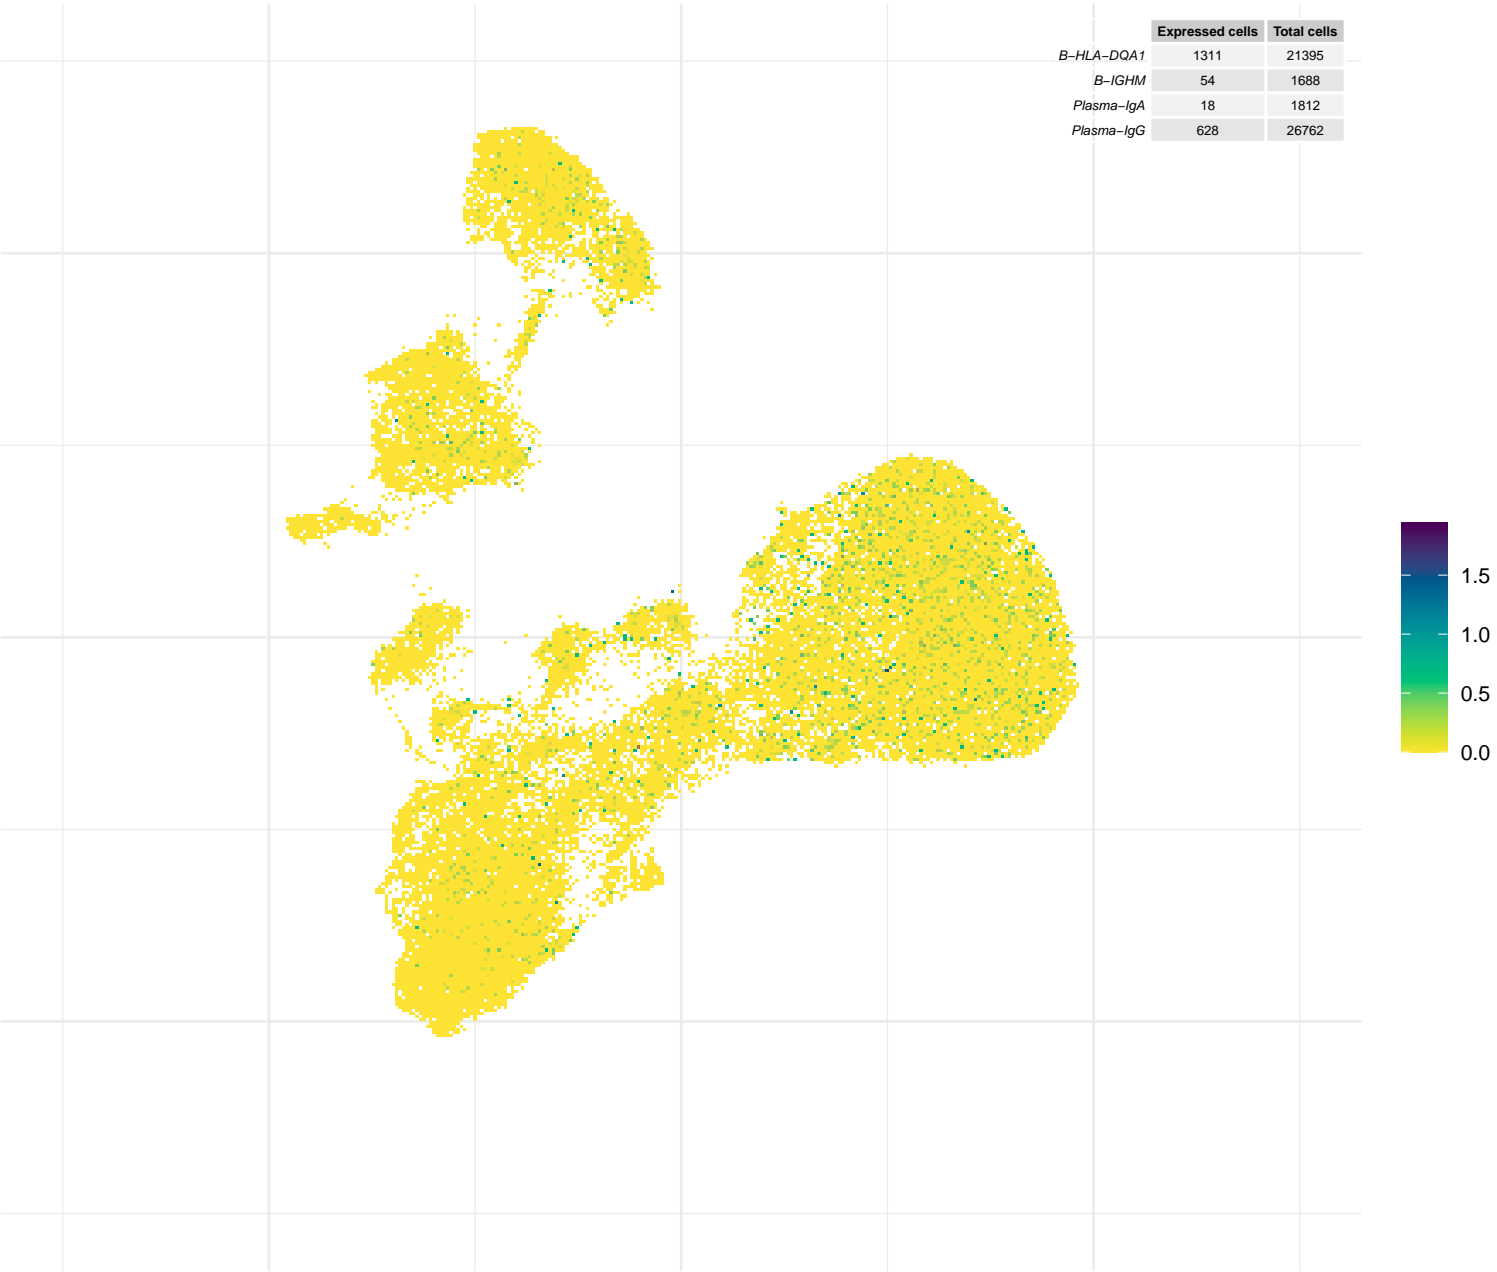 Expressed cells Total cells
B−HLA−DQA1 1311 21395
B−IGHM 54 1688
Plasma−IgA 18 1812
Plasma−IgG 628 26762
1.5
1.0
0.5
0.0